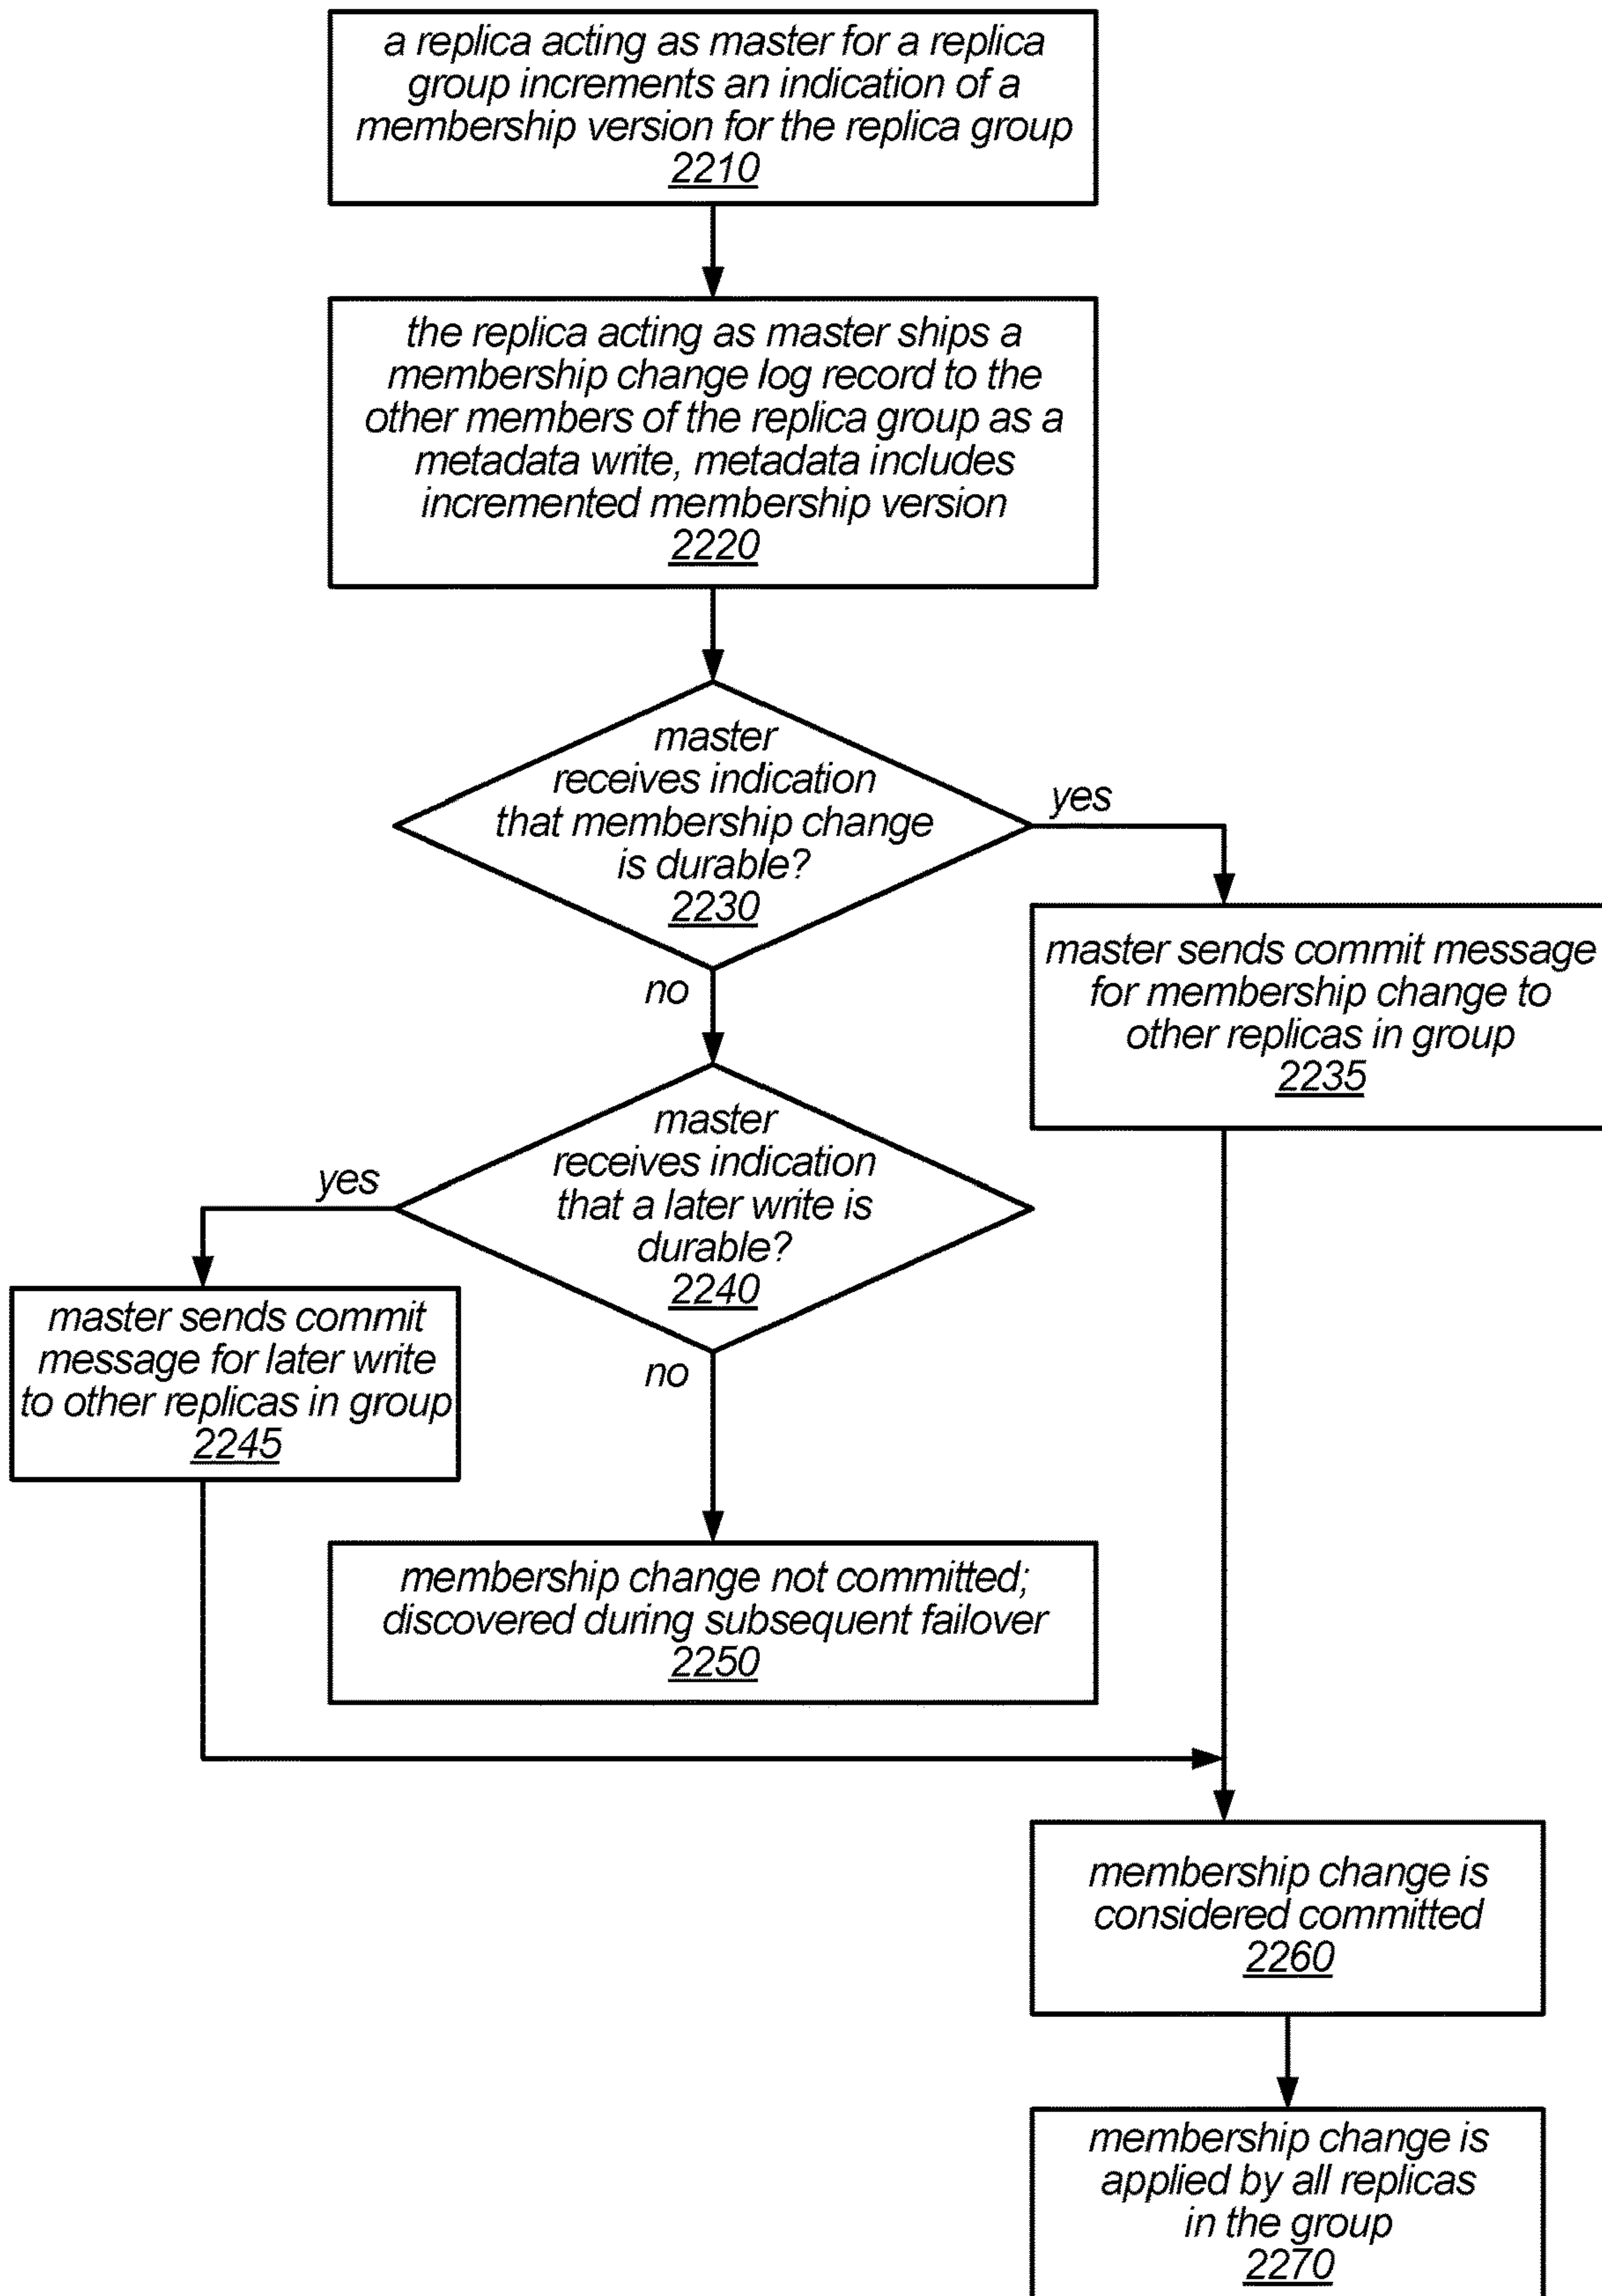 a replica acting as master for a replica
group increments an indication of a
membership version for the replica group
2210
the replica acting as master ships a
membership change log record to the
other members of the replica group as a
metadata write, metadata includes
incremented membership version
2220
master
receives indication
that membership change
is durable?
2230
yes
no
master sends commit message
for membership change to
other replicas in group
2235
master
receives indication
that a later write is
durable?
2240
yes
no
master sends commit
message for later write
to other replicas in group
2245
membership change not committed;
discovered during subsequent failover
2250
membership change is
considered committed
2260
membership change is
applied by all replicas
in the group
2270